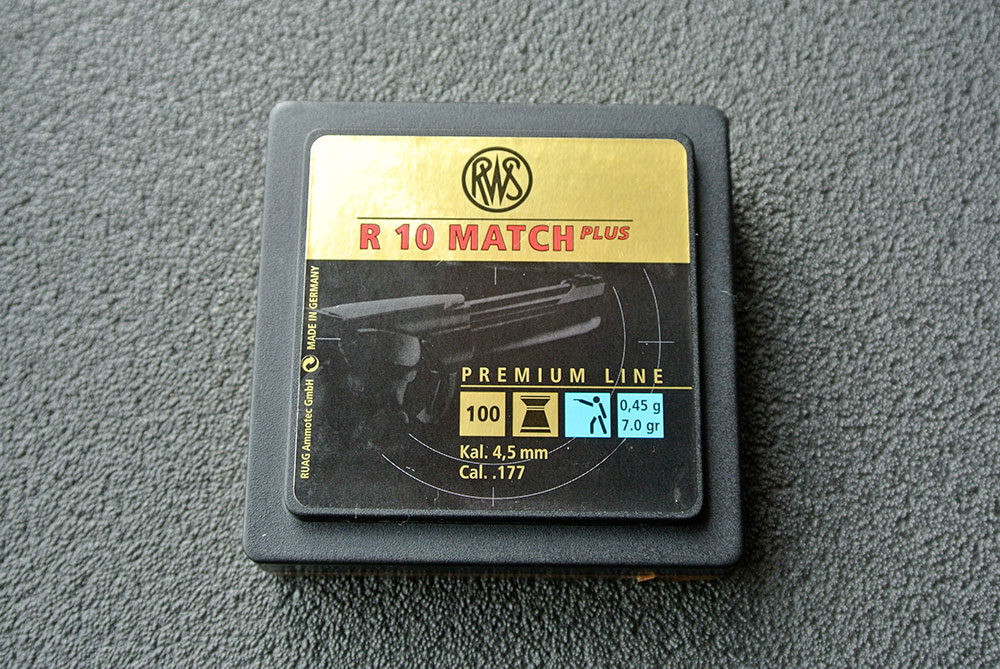 RWS
R 10 MATCH PLUS
RUAG Ammotec GmbH MADE IN GERMANY
PREMIUM LINE
100
0,45 g
7.0 gr
Kal. 4,5 mm
Cal. .177